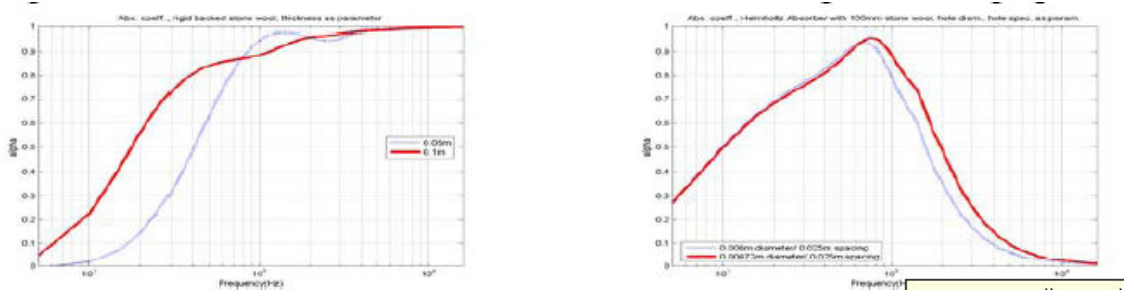 Abs. coeff., rigid backed stone wool, thickness as parameter
1
0.9
0.8
0.7
0.6
0.5
0.4
0.3
0.2
0.1
0
alpha
0.05m
0.1m
Frequency(Hz)
Abs. coeff., Helmholtz Absorber with 100mm stone wool, hole diam., hole spac. as param.
1
0.9
0.8
0.7
0.6
0.5
0.4
0.3
0.2
0.1
0
alpha
0.006m diameter/ 0.025m spacing
0.00677m diameter/ 0.025m spacing